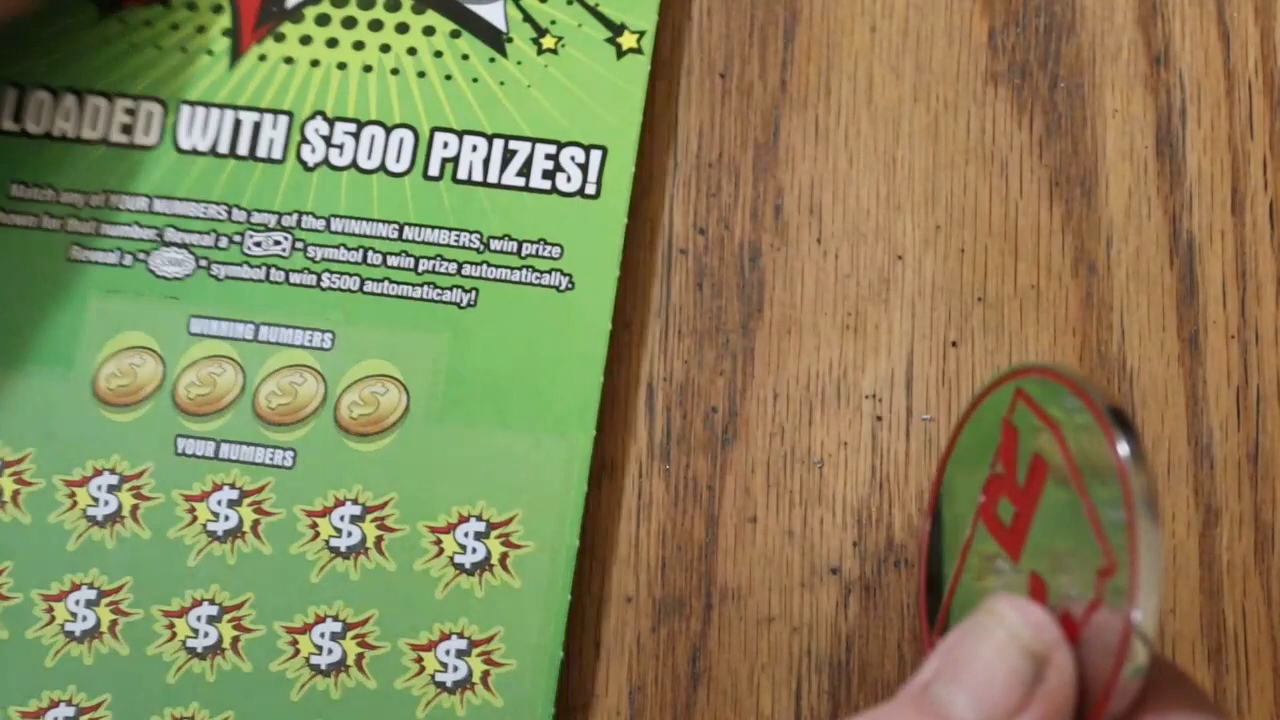 LOADED WITH $500 PRIZES!
Match any of YOUR NUMBERS to any of the WINNING NUMBERS, win prize
for that number. Reveal a " " symbol to win prize automatically.
Reveal a " " symbol to win $500 automatically!
WINNING NUMBERS
$ $ $ $
YOUR NUMBERS
$ $ $ $
$ $ $ $
R